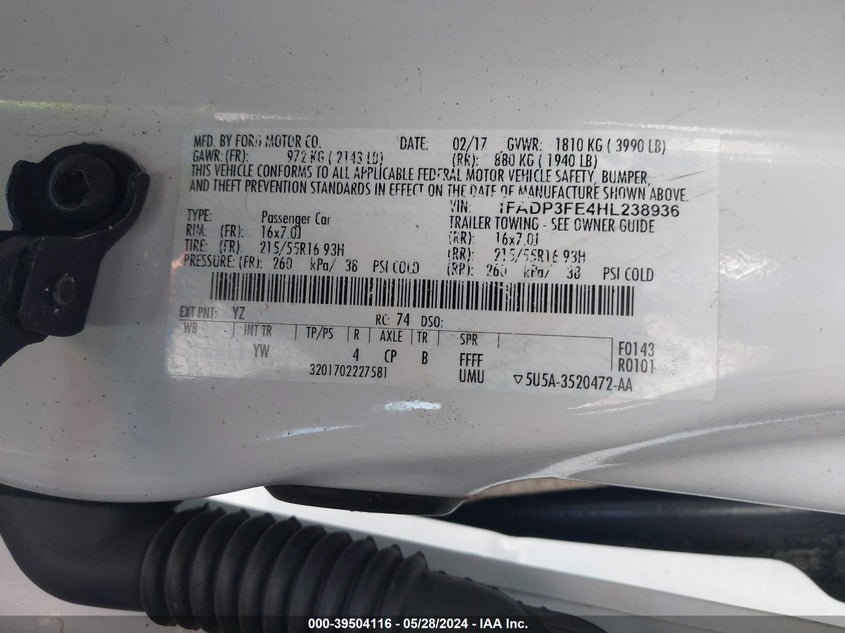 MFD. BY FORD MOTOR CO. DATE: 02/17 GVWR: 1810 KG ( 3990 LB)
GAWR: (FR): 972 KG ( 2143 LB) (RR): 880 KG ( 1940 LB)
THIS VEHICLE CONFORMS TO ALL APPLICABLE FEDERAL MOTOR VEHICLE SAFETY, BUMPER,
AND THEFT PREVENTION STANDARDS IN EFFECT ON THE DATE OF MANUFACTURE SHOWN ABOVE.
VIN: 1FADP3FE4HL238936
TYPE: Passenger Car TRAILER TOWING - SEE OWNER GUIDE
RIM: (FR): 16x7.0J (RR): 16x7.0J
TIRE: (FR): 215/55R16 93H (RR): 215/55R16 93H
PRESSURE: (FR): 260 kPa/ 38 PSI COLD (RR): 260 kPa/ 38 PSI COLD
EXT PNT: YZ RC: 74 DSO:
WB INT TR TP/PS R AXLE TR SPR F0143
YW 4 CP B FFFF R0101
3201702227581 UMU ▽5U5A-3520472-AA
000-39504116 - 05/28/2024 - IAA Inc.